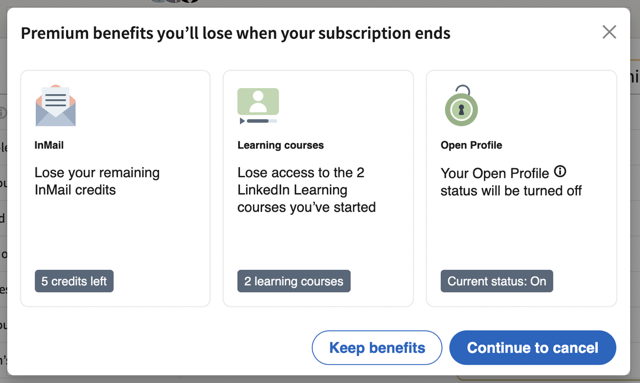 Premium benefits you’ll lose when your subscription ends
InMail
Lose your remaining
InMail credits
5 credits left
Learning courses
Lose access to the 2
LinkedIn Learning
courses you’ve started
2 learning courses
Open Profile
Your Open Profile
status will be turned off
Current status: On
Keep benefits
Continue to cancel